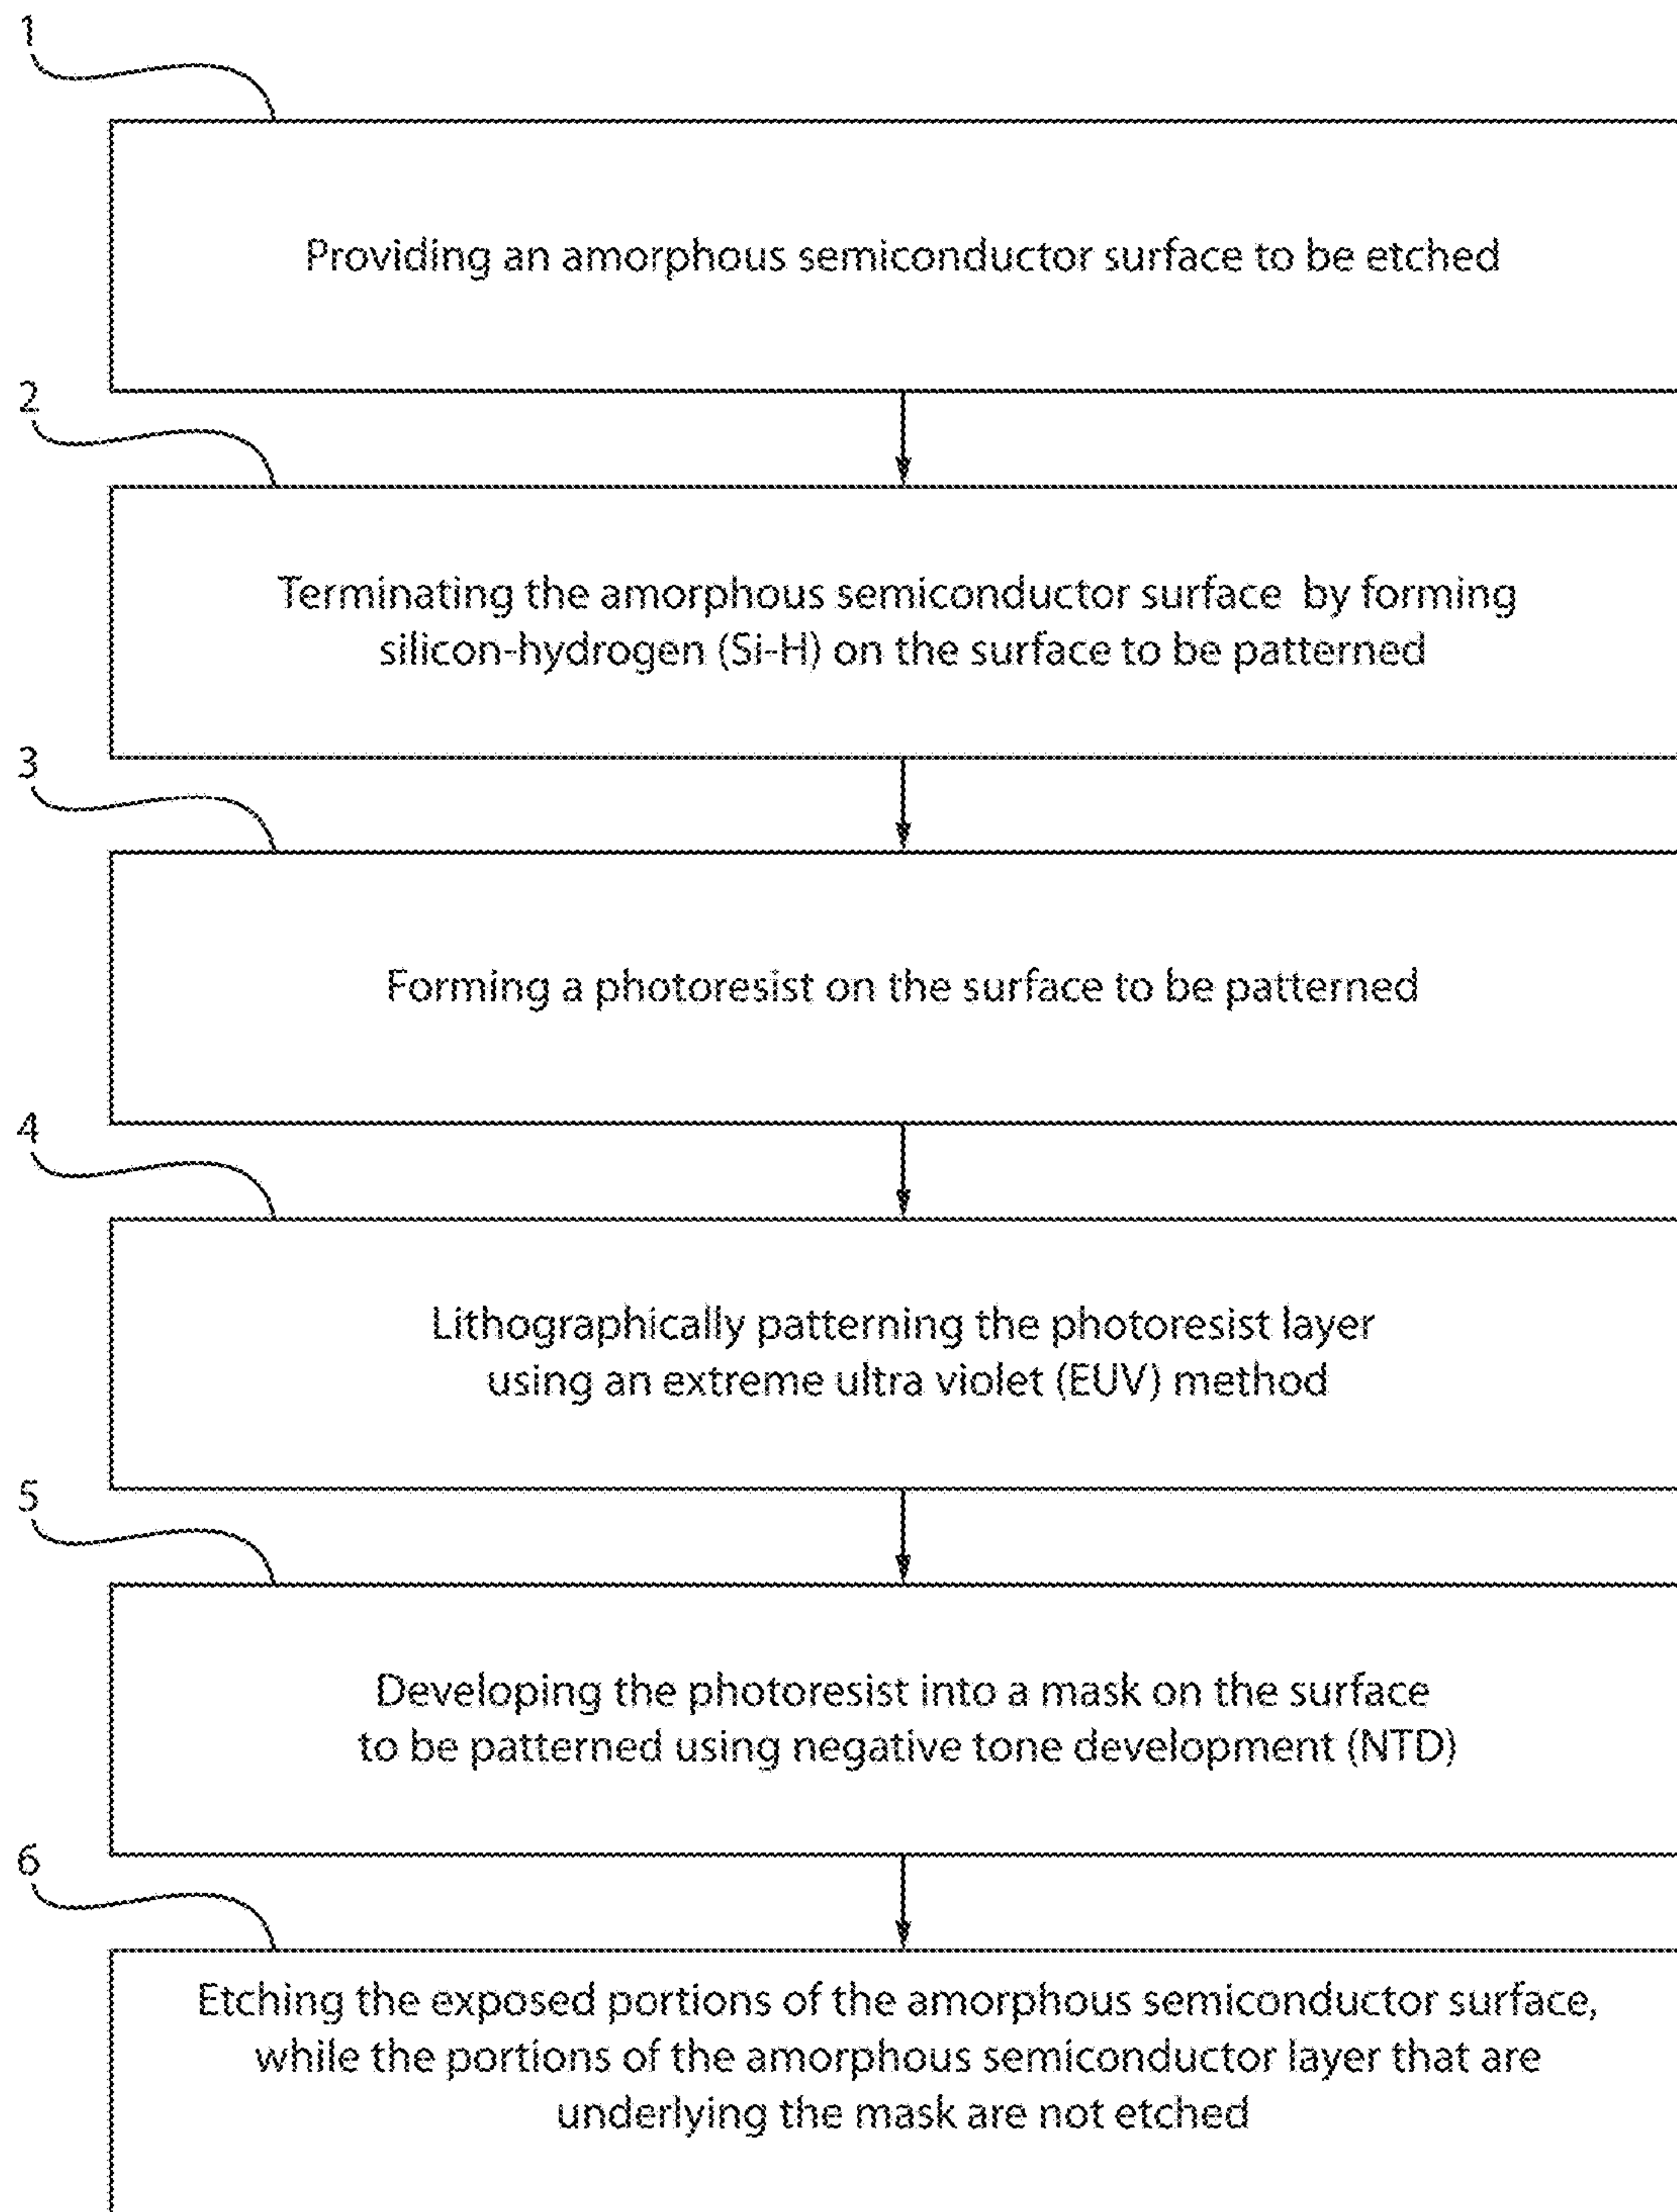 1
Providing an amorphous semiconductor surface to be etched
2
Terminating the amorphous semiconductor surface by forming
silicon-hydrogen (Si-H) on the surface to be patterned
3
Forming a photoresist on the surface to be patterned
4
Lithographically patterning the photoresist layer
using an extreme ultra violet (EUV) method
5
Developing the photoresist into a mask on the surface
to be patterned using negative tone development (NTD)
6
Etching the exposed portions of the amorphous semiconductor surface,
while the portions of the amorphous semiconductor layer that are
underlying the mask are not etched